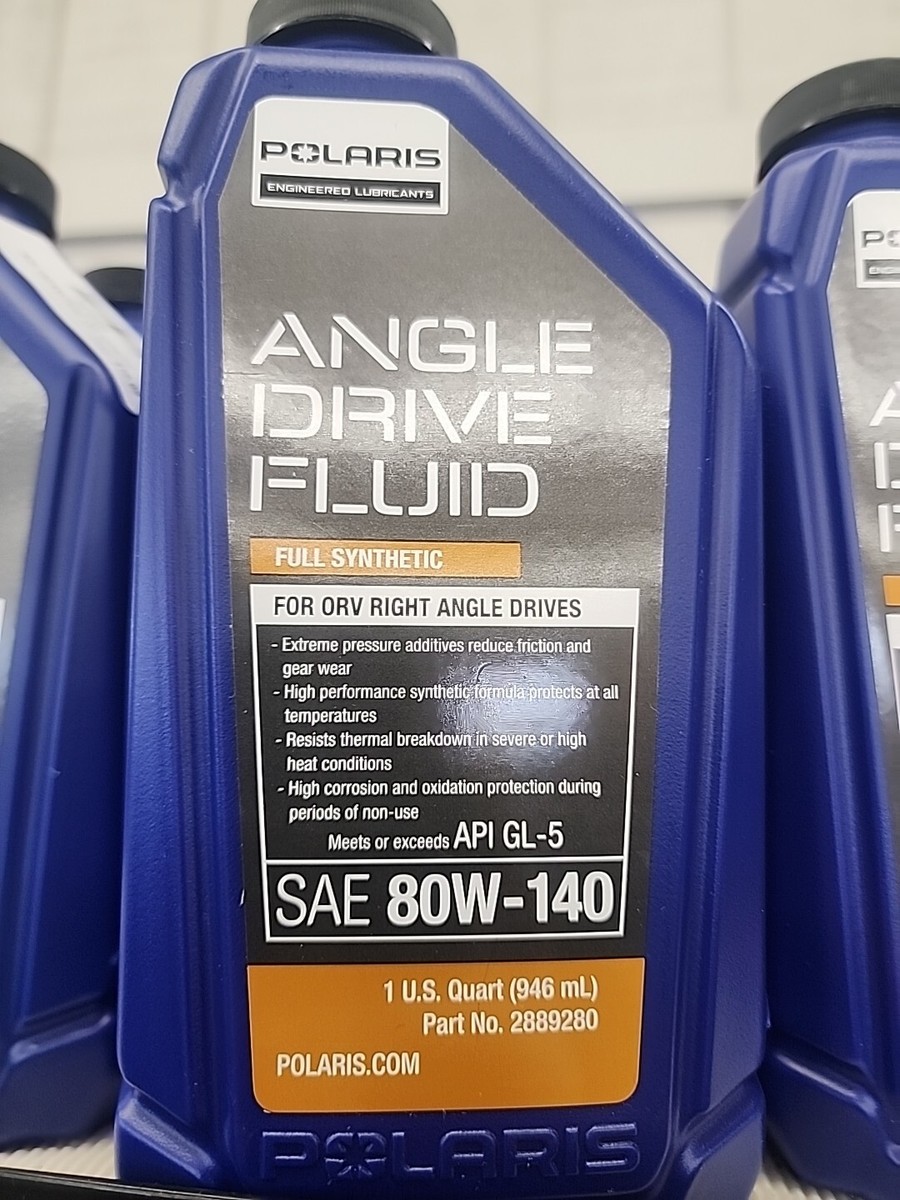 POLARIS
ENGINEERED LUBRICANTS
ANGLE
DRIVE
FLUID
FULL SYNTHETIC
FOR ORV RIGHT ANGLE DRIVES
- Extreme pressure additives reduce friction and
gear wear
- High performance synthetic formula protects at all
temperatures
- Resists thermal breakdown in severe or high
heat conditions
- High corrosion and oxidation protection during
periods of non-use
Meets or exceeds API GL-5
SAE 80W-140
1 U.S. Quart (946 mL)
Part No. 2889280
POLARIS.COM
POLARIS